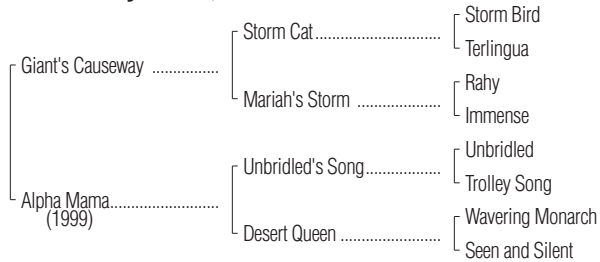 Storm Bird
Storm Cat....................
Terlingua
Giant's Causeway ................
Rahy
Mariah's Storm ....................
Immense
Unbridled
Unbridled's Song..................
Trolley Song
Alpha Mama..........................
(1999)
Wavering Monarch
Desert Queen ........................
Seen and Silent